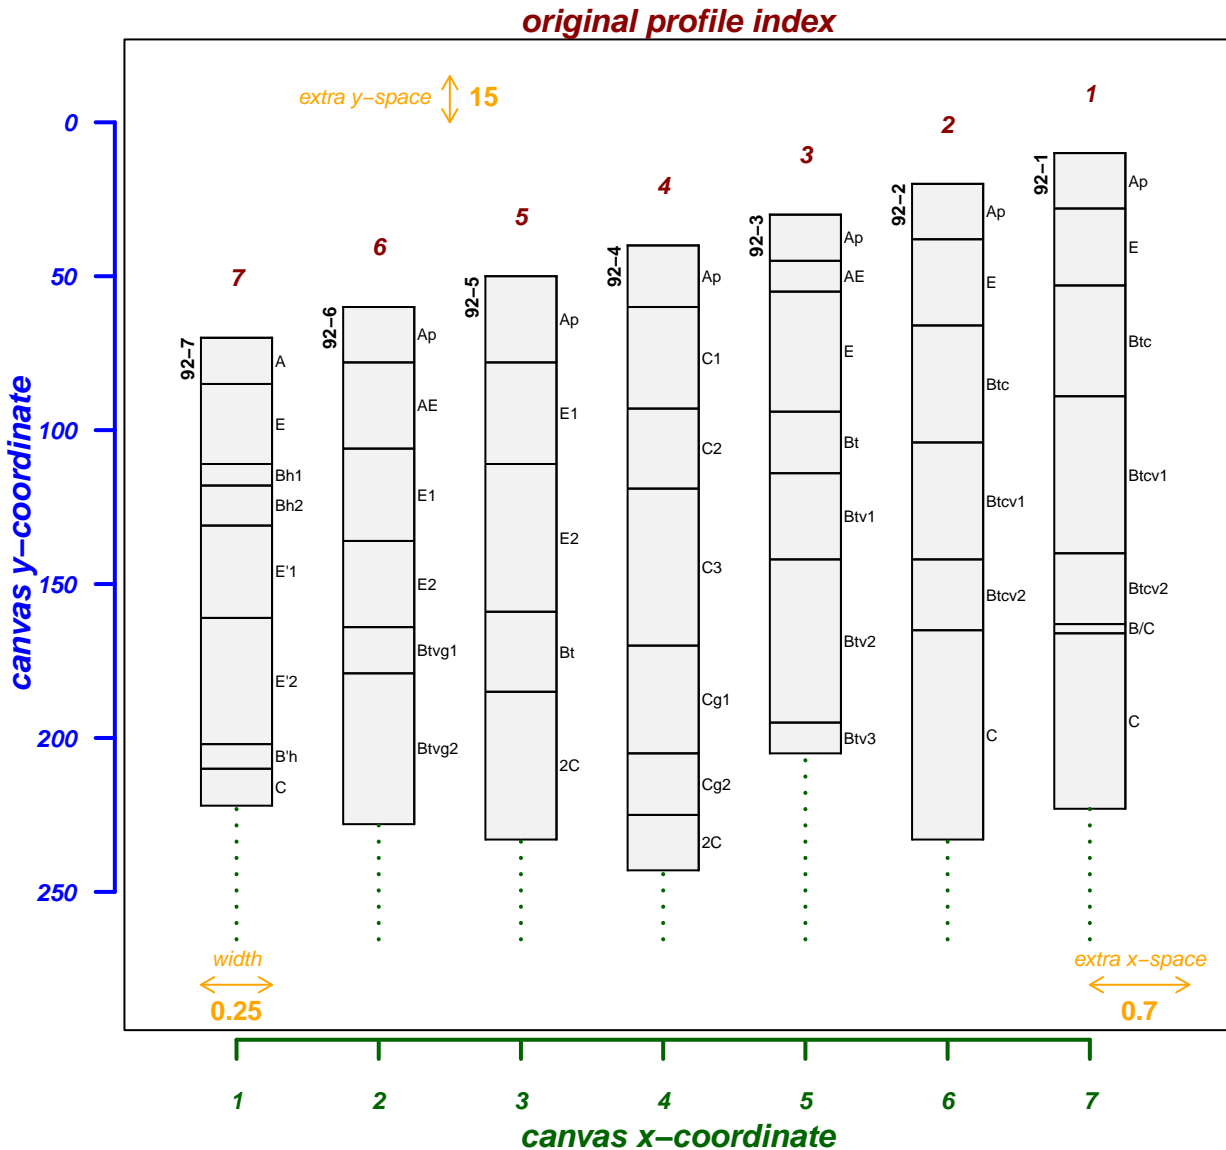 original profile index
extra y−space 15
1
2
3
4
5
6
7
canvas y−coordinate
0
50
100
150
200
250
92−7
A
E
Bh1
Bh2
E'1
E'2
B'h
C
92−6
Ap
AE
E1
E2
Btvg1
Btvg2
92−5
Ap
E1
E2
Bt
2C
92−4
Ap
C1
C2
C3
Cg1
Cg2
2C
92−3
Ap
AE
E
Bt
Btv1
Btv2
Btv3
92−2
Ap
E
Btc
Btcv1
Btcv2
C
92−1
Ap
E
Btc
Btcv1
Btcv2
B/C
C
width
0.25
extra x−space
0.7
1 2 3 4 5 6 7
canvas x−coordinate